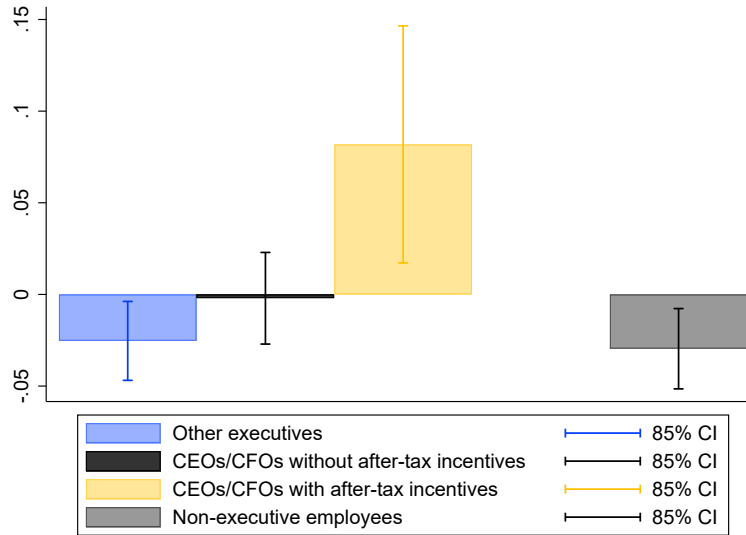 .15
.1
.05
0
-.05
Other executives 85% CI
CEOs/CFOs without after-tax incentives 85% CI
CEOs/CFOs with after-tax incentives 85% CI
Non-executive employees 85% CI